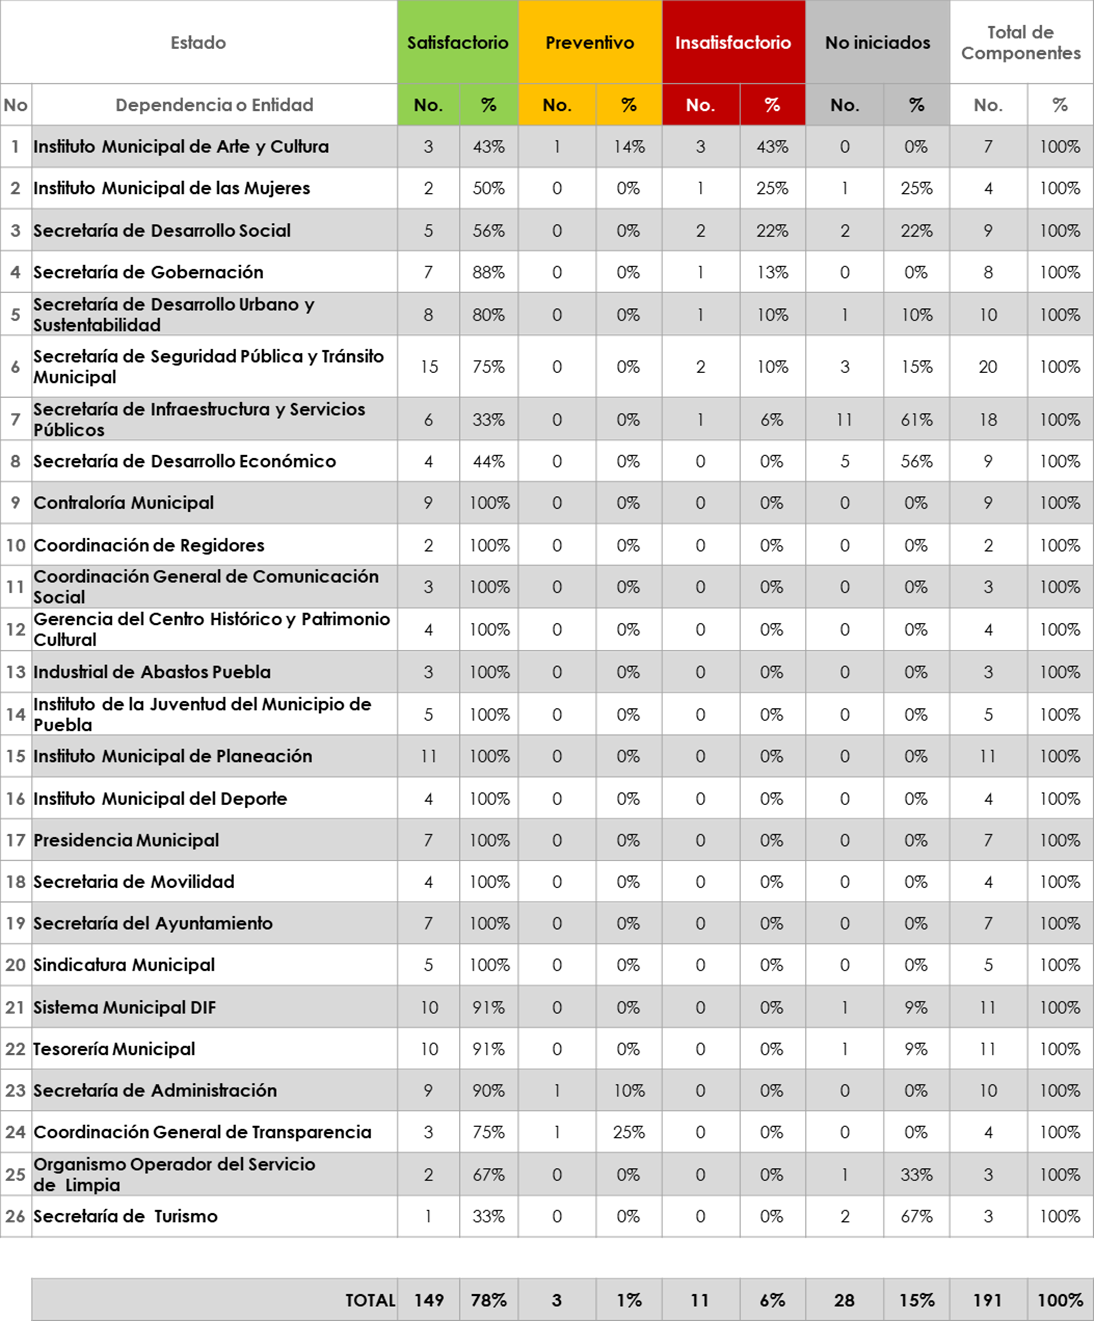 Estado Satisfactorio Preventivo Insatisfactorio No iniciados Total de
Componentes
No Dependencia o Entidad No. % No. % No. % No. % No. %
1 Instituto Municipal de Arte y Cultura 3 43% 1 14% 3 43% 0 0% 7 100%
2 Instituto Municipal de las Mujeres 2 50% 0 0% 1 25% 1 25% 4 100%
3 Secretaría de Desarrollo Social 5 56% 0 0% 2 22% 2 22% 9 100%
4 Secretaría de Gobernación 7 88% 0 0% 1 13% 0 0% 8 100%
5 Secretaría de Desarrollo Urbano y
Sustentabilidad 8 80% 0 0% 1 10% 1 10% 10 100%
6 Secretaría de Seguridad Pública y Tránsito
Municipal 15 75% 0 0% 2 10% 3 15% 20 100%
7 Secretaría de Infraestructura y Servicios
Públicos 6 33% 0 0% 1 6% 11 61% 18 100%
8 Secretaría de Desarrollo Económico 4 44% 0 0% 0 0% 5 56% 9 100%
9 Contraloría Municipal 9 100% 0 0% 0 0% 0 0% 9 100%
10 Coordinación de Regidores 2 100% 0 0% 0 0% 0 0% 2 100%
11 Coordinación General de Comunicación
Social 3 100% 0 0% 0 0% 0 0% 3 100%
12 Gerencia del Centro Histórico y Patrimonio
Cultural 4 100% 0 0% 0 0% 0 0% 4 100%
13 Industrial de Abastos Puebla 3 100% 0 0% 0 0% 0 0% 3 100%
14 Instituto de la Juventud del Municipio de
Puebla 5 100% 0 0% 0 0% 0 0% 5 100%
15 Instituto Municipal de Planeación 11 100% 0 0% 0 0% 0 0% 11 100%
16 Instituto Municipal del Deporte 4 100% 0 0% 0 0% 0 0% 4 100%
17 Presidencia Municipal 7 100% 0 0% 0 0% 0 0% 7 100%
18 Secretaria de Movilidad 4 100% 0 0% 0 0% 0 0% 4 100%
19 Secretaría del Ayuntamiento 7 100% 0 0% 0 0% 0 0% 7 100%
20 Sindicatura Municipal 5 100% 0 0% 0 0% 0 0% 5 100%
21 Sistema Municipal DIF 10 91% 0 0% 0 0% 1 9% 11 100%
22 Tesorería Municipal 10 91% 0 0% 0 0% 1 9% 11 100%
23 Secretaría de Administración 9 90% 1 10% 0 0% 0 0% 10 100%
24 Coordinación General de Transparencia 3 75% 1 25% 0 0% 0 0% 4 100%
25 Organismo Operador del Servicio
de Limpia 2 67% 0 0% 0 0% 1 33% 3 100%
26 Secretaría de Turismo 1 33% 0 0% 0 0% 2 67% 3 100%
TOTAL 149 78% 3 1% 11 6% 28 15% 191 100%